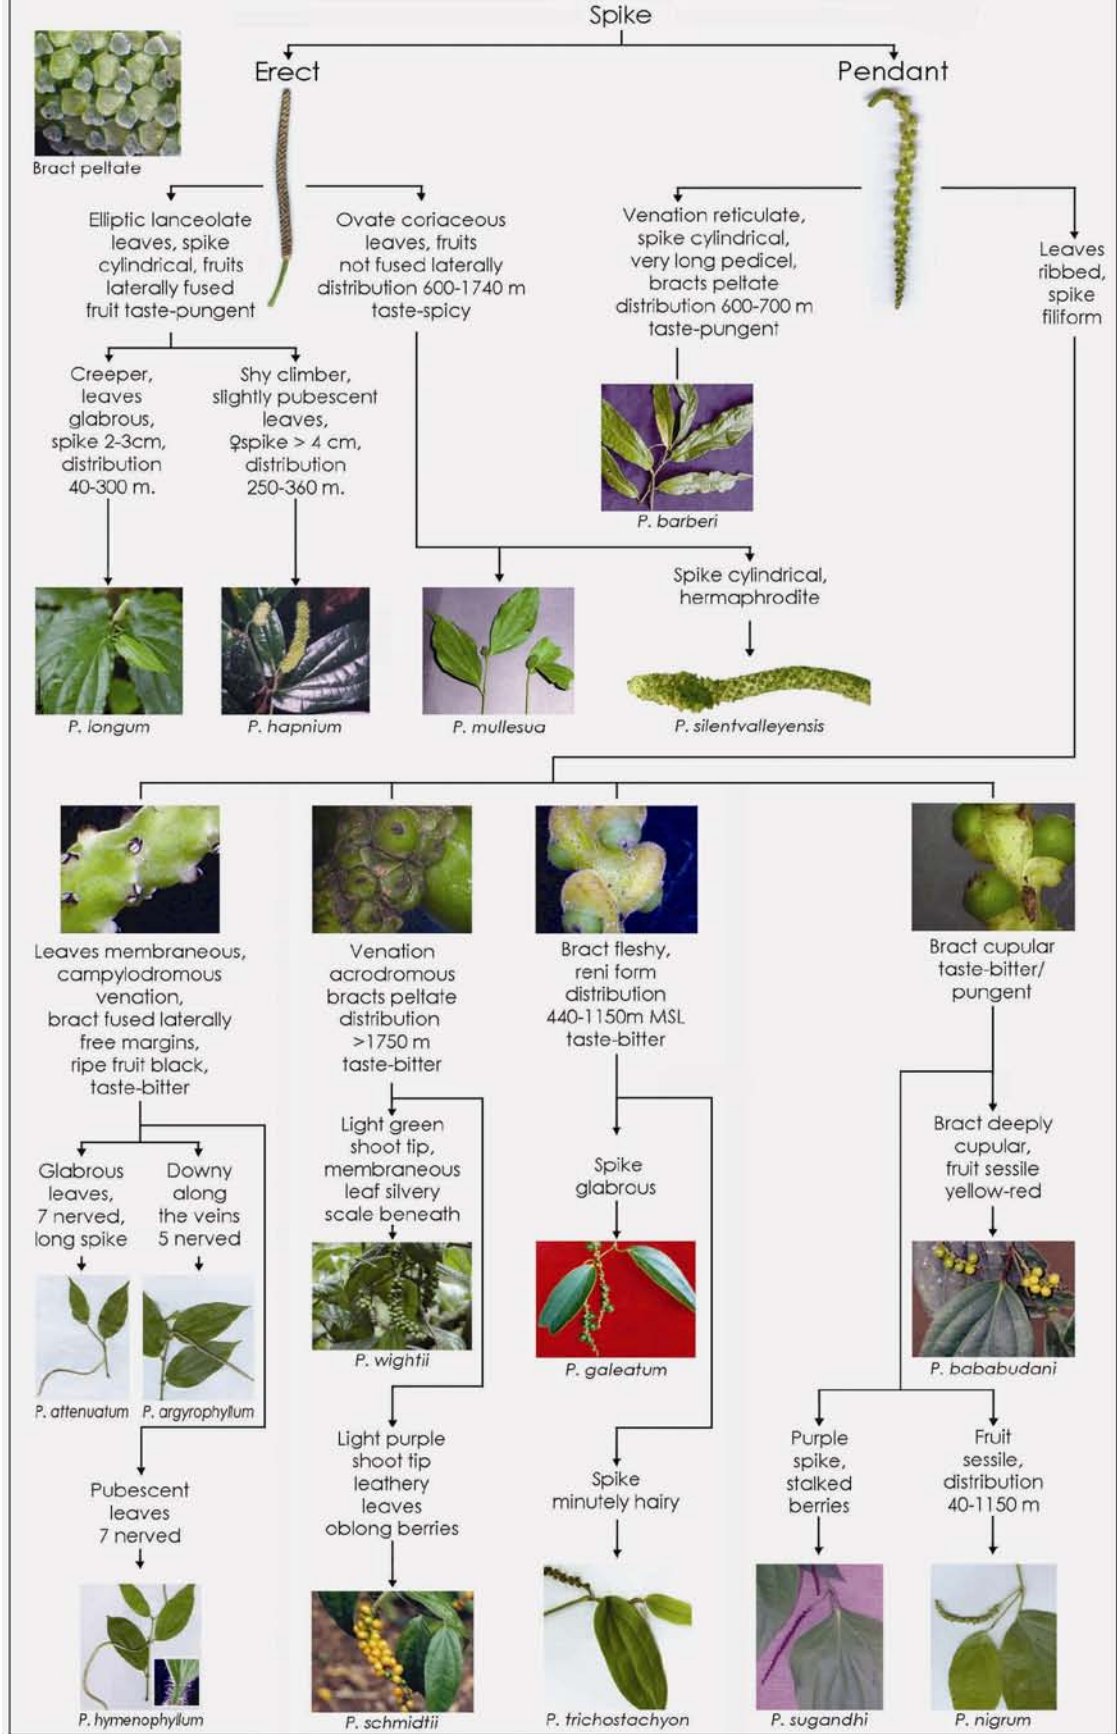 Spike
Erect
Pendant
Bract peltate
Elliptic lanceolate
leaves, spike
cylindrical, fruits
laterally fused
fruit taste-pungent
Ovate coriaceous
leaves, fruits
not fused laterally
distribution 600-1740 m
taste-spicy
Venation reticulate,
spike cylindrical,
very long pedicel,
bracts peltate
distribution 600-700 m
taste-pungent
Leaves
ribbed,
spike
filiform
Creeper,
leaves
glabrous,
spike 2-3cm,
distribution
40-300 m.
Shy climber,
slightly pubescent
leaves,
♀spike > 4 cm,
distribution
250-360 m.
P. barberi
Spike cylindrical,
hermaphrodite
P. longum
P. hapnium
P. mullesua
P. silentvalleyensis
Leaves membraneous,
campylodromous
venation,
bract fused laterally
free margins,
ripe fruit black,
taste-bitter
Venation
acrodromous
bracts peltate
distribution
>1750 m
taste-bitter
Bract fleshy,
reni form
distribution
440-1150m MSL
taste-bitter
Bract cupular
taste-bitter/
pungent
Glabrous
leaves,
7 nerved,
long spike
Downy
along
the veins
5 nerved
Light green
shoot tip,
membraneous
leaf silvery
scale beneath
Spike
glabrous
Bract deeply
cupular,
fruit sessile
yellow-red
P. attenuatum
P. argyrophyllum
P. wightii
P. galeatum
P. bababudani
Pubescent
leaves
7 nerved
Light purple
shoot tip
leathery
leaves
oblong berries
Spike
minutely hairy
Purple
spike,
stalked
berries
Fruit
sessile,
distribution
40-1150 m
P. hymenophyllum
P. schmidtii
P. trichostachyon
P. sugandhi
P. nigrum